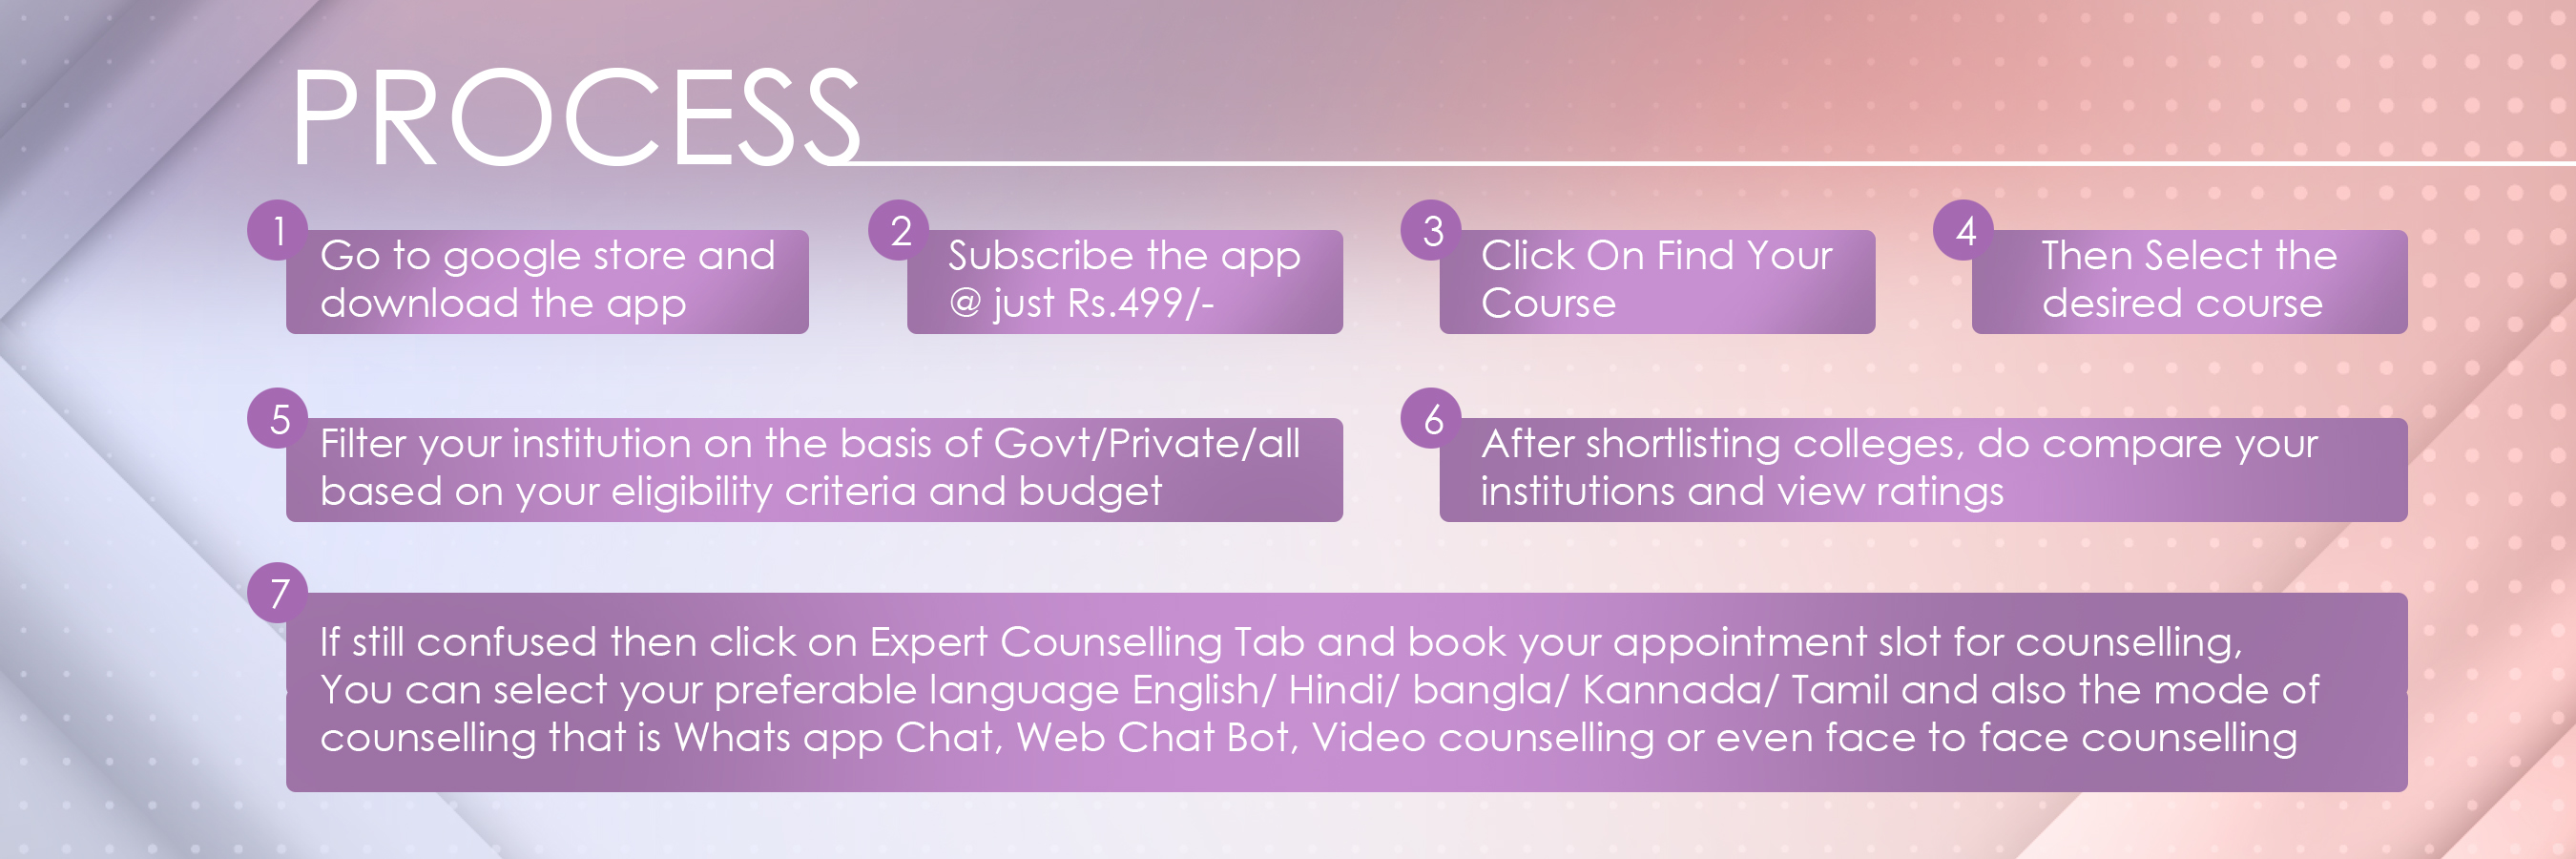 PROCESS
1
Go to google store and
download the app
2
Subscribe the app
@ just Rs.499/-
3
Click On Find Your
Course
4
Then Select the
desired course
5
Filter your institution on the basis of Govt/Private/all
based on your eligibility criteria and budget
6
After shortlisting colleges, do compare your
institutions and view ratings
7
If still confused then click on Expert Counselling Tab and book your appointment slot for counselling,
You can select your preferable language English/ Hindi/ bangla/ Kannada/ Tamil and also the mode of
counselling that is Whats app Chat, Web Chat Bot, Video counselling or even face to face counselling